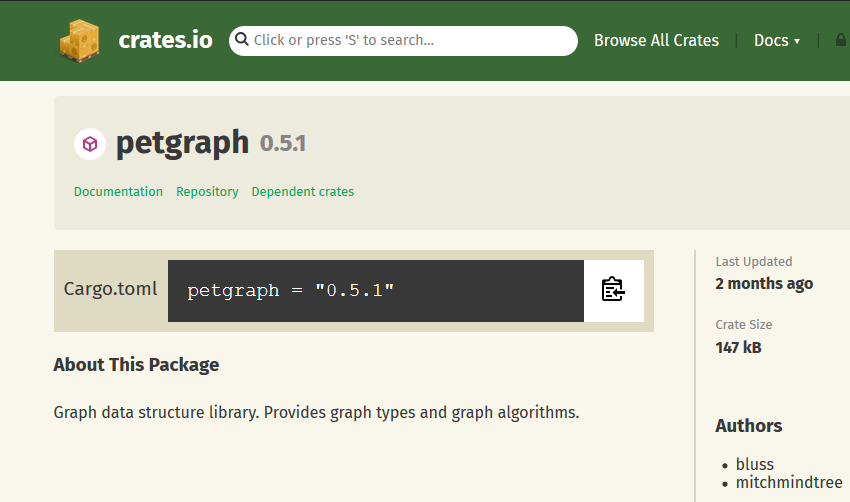 crates.io
Click or press 'S' to search...
Browse All Crates | Docs ▾ |
petgraph 0.5.1
Documentation Repository Dependent crates
Cargo.toml
petgraph = "0.5.1"
Last Updated
2 months ago
Crate Size
147 kB
About This Package
Graph data structure library. Provides graph types and graph algorithms.
Authors
• bluss
• mitchmindtree